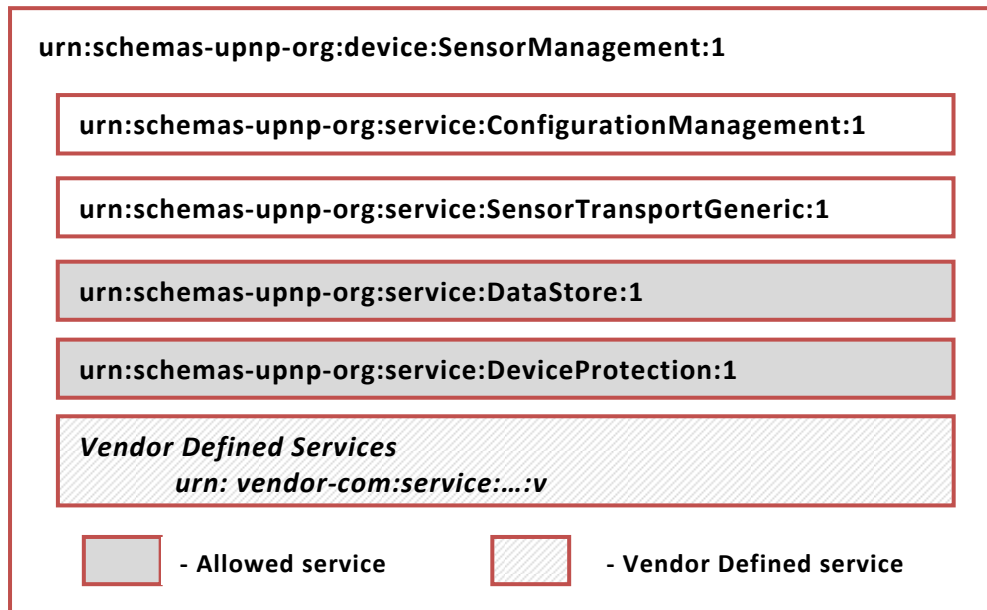 urn:schemas-upnp-org:device:SensorManagement:1
urn:schemas-upnp-org:service:ConfigurationManagement:1
urn:schemas-upnp-org:service:SensorTransportGeneric:1
urn:schemas-upnp-org:service:DataStore:1
urn:schemas-upnp-org:service:DeviceProtection:1
Vendor Defined Services
urn: vendor-com:service:…:v
- Allowed service
- Vendor Defined service